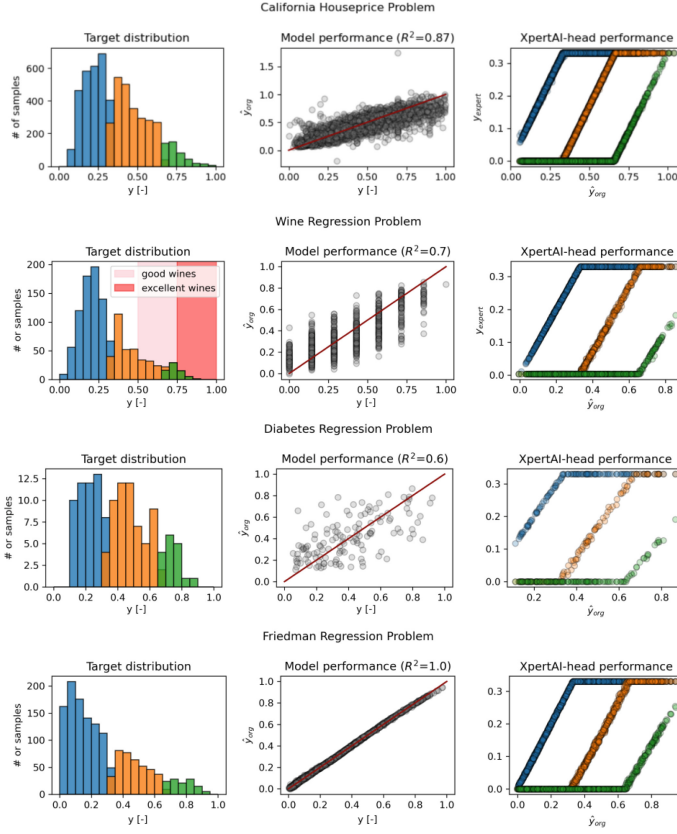 California Houseprice Problem
Target distribution
# of samples
600
400
200
0
0.00 0.25 0.50 0.75 1.00
y [-]
Model performance (R²=0.87)
ŷ_org
1.5
1.0
0.5
0.0
0.00 0.25 0.50 0.75 1.00
y [-]
XpertAI-head performance
y_expert
0.3
0.2
0.1
0.0
0.00 0.25 0.50 0.75 1.00
ŷ_org
Wine Regression Problem
Target distribution
good wines
excellent wines
# or samples
200
150
100
50
0
0.00 0.25 0.50 0.75 1.00
y [-]
Model performance (R²=0.7)
ŷ_org
1.0
0.8
0.6
0.4
0.2
0.0
0.00 0.25 0.50 0.75 1.00
y [-]
XpertAI-head performance
y_expert
0.3
0.2
0.1
0.0
0.0 0.2 0.4 0.6 0.8
ŷ_org
Diabetes Regression Problem
Target distribution
# or samples
12.5
10.0
7.5
5.0
2.5
0.0
0.0 0.2 0.4 0.6 0.8 1.0
y [-]
Model performance (R²=0.6)
ŷ_org
1.0
0.8
0.6
0.4
0.2
0.0
0.0 0.2 0.4 0.6 0.8 1.0
y [-]
XpertAI-head performance
0.3
0.2
0.1
0.0
0.2 0.4 0.6 0.8
ŷ_org
Friedman Regression Problem
Target distribution
# or samples
200
150
100
50
0
0.0 0.2 0.4 0.6 0.8 1.0
y [-]
Model performance (R²=1.0)
ŷ_org
1.0
0.8
0.6
0.4
0.2
0.0
0.0 0.2 0.4 0.6 0.8 1.0
y [-]
XpertAI-head performance
0.3
0.2
0.1
0.0
0.0 0.2 0.4 0.6 0.8
ŷ_org